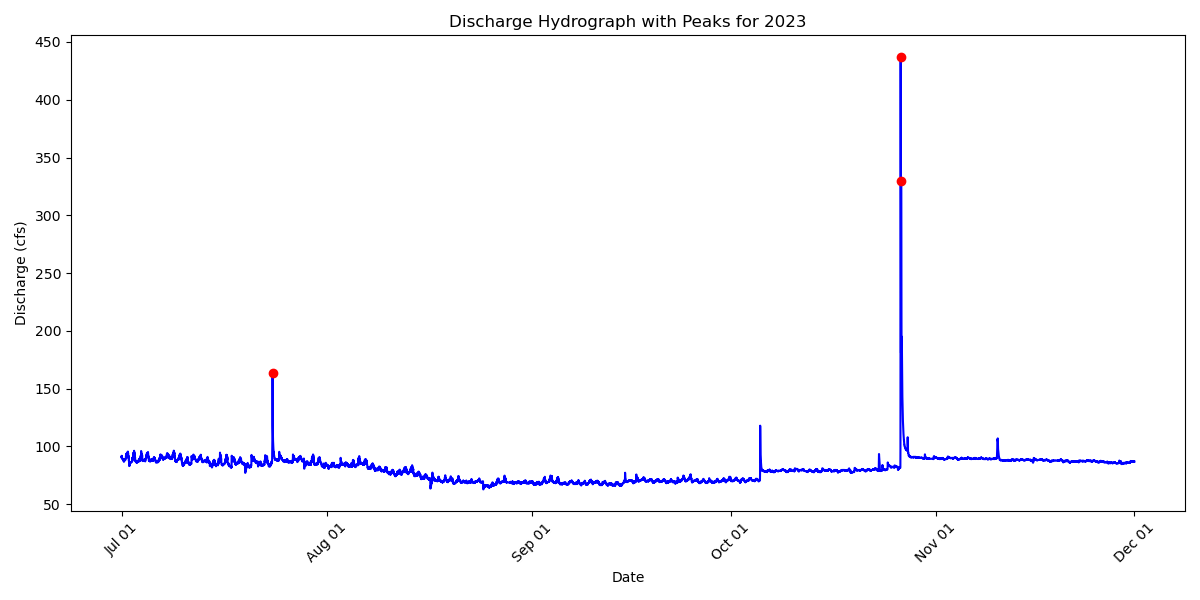 Discharge Hydrograph with Peaks for 2023
450
400
350
300
250
200
150
100
50
Discharge (cfs)
Jul 01
Aug 01
Sep 01
Oct 01
Nov 01
Dec 01
Date